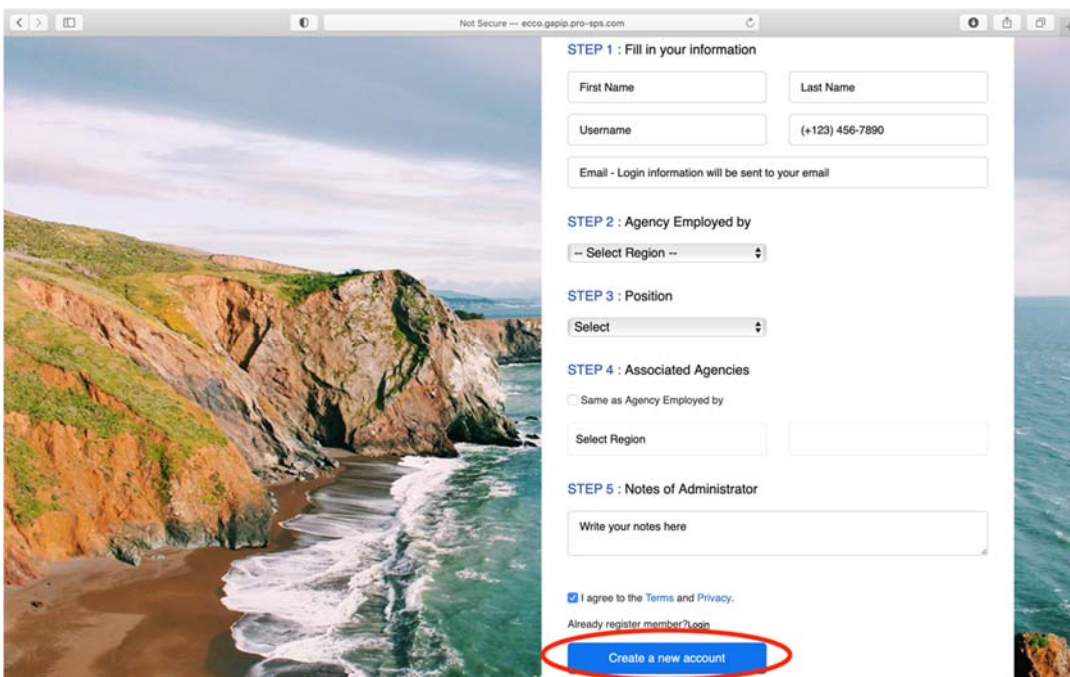 Not Secure — ecco.gapip.pro-sps.com
STEP 1 : Fill in your information
First Name
Last Name
Username
(+123) 456-7890
Email - Login information will be sent to your email
STEP 2 : Agency Employed by
-- Select Region --
STEP 3 : Position
Select
STEP 4 : Associated Agencies
Same as Agency Employed by
Select Region
STEP 5 : Notes of Administrator
Write your notes here
I agree to the Terms and Privacy.
Already register member?Login
Create a new account